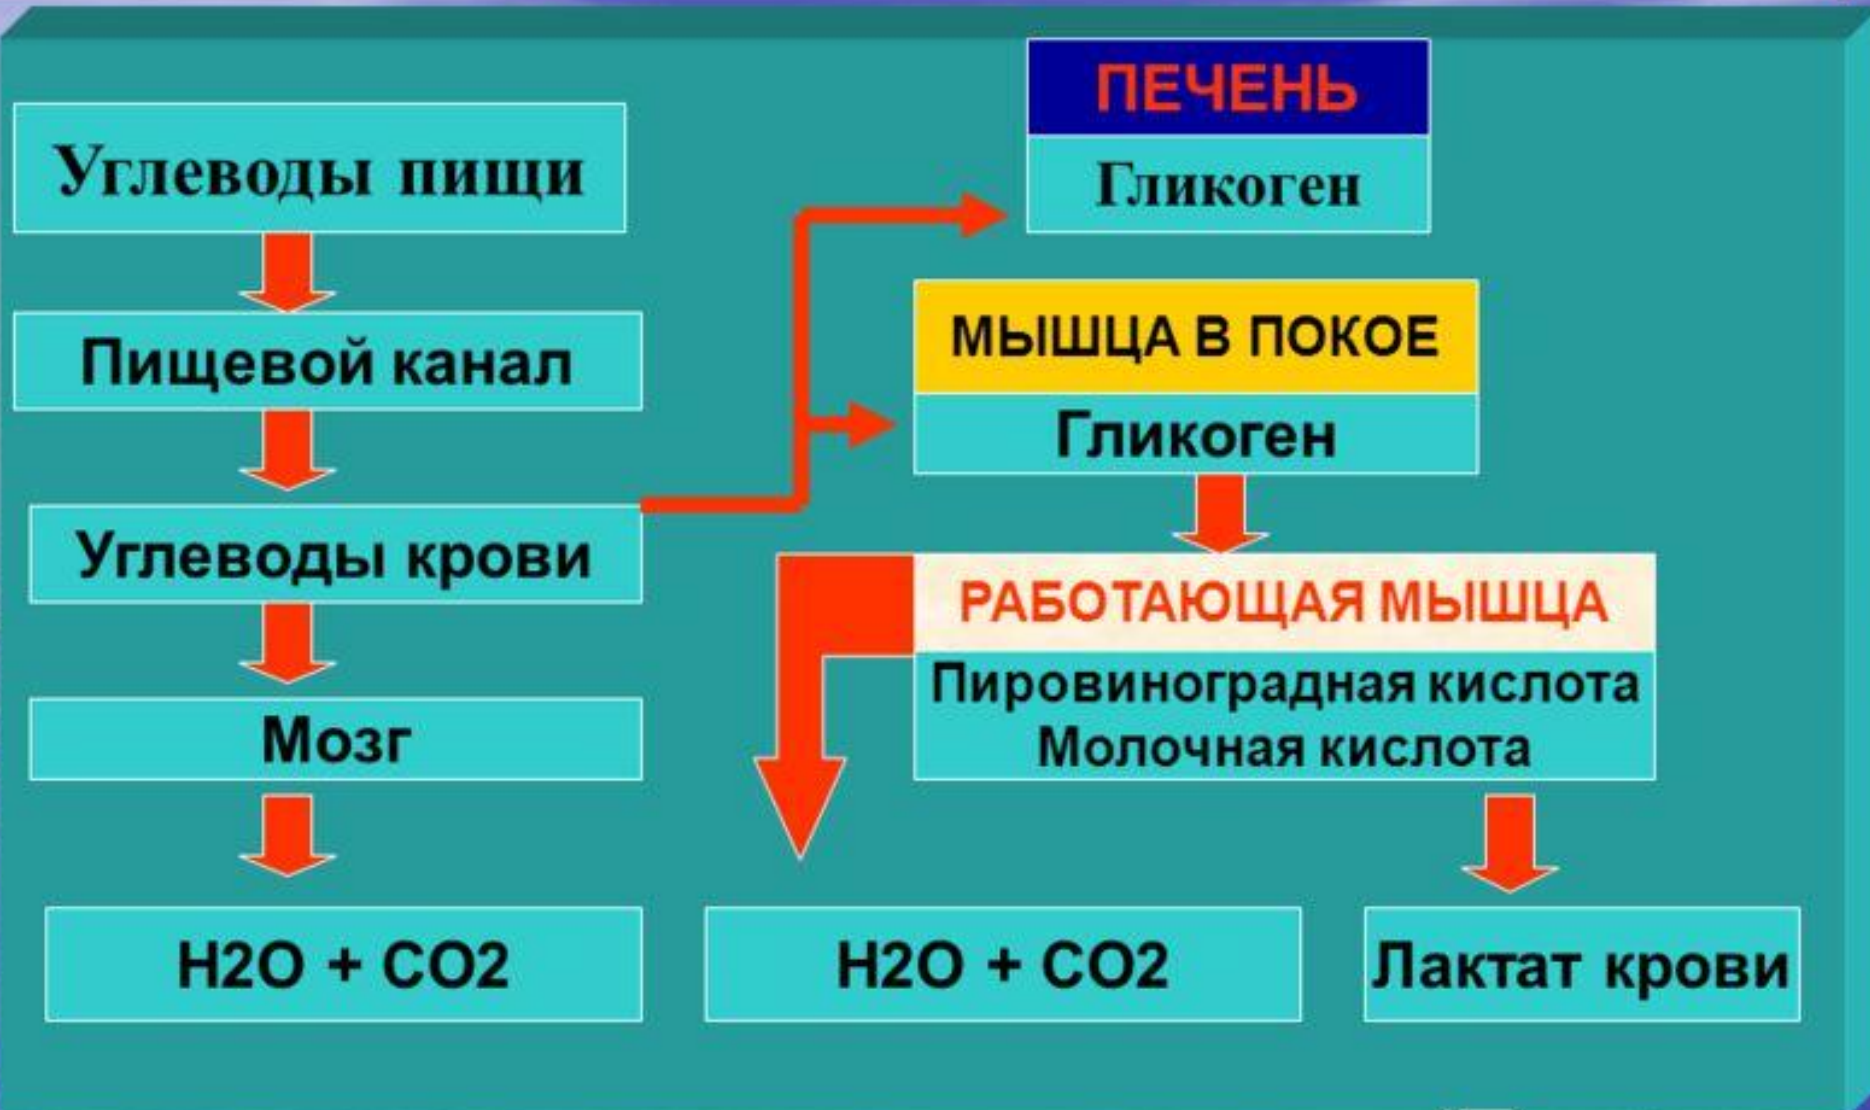 Углеводы пищи
Пищевой канал
Углеводы крови
Мозг
H2O + CO2
ПЕЧЕНЬ
Гликоген
МЫШЦА В ПОКОЕ
Гликоген
РАБОТАЮЩАЯ МЫШЦА
Пировиноградная кислота
Молочная кислота
H2O + CO2
Лактат крови